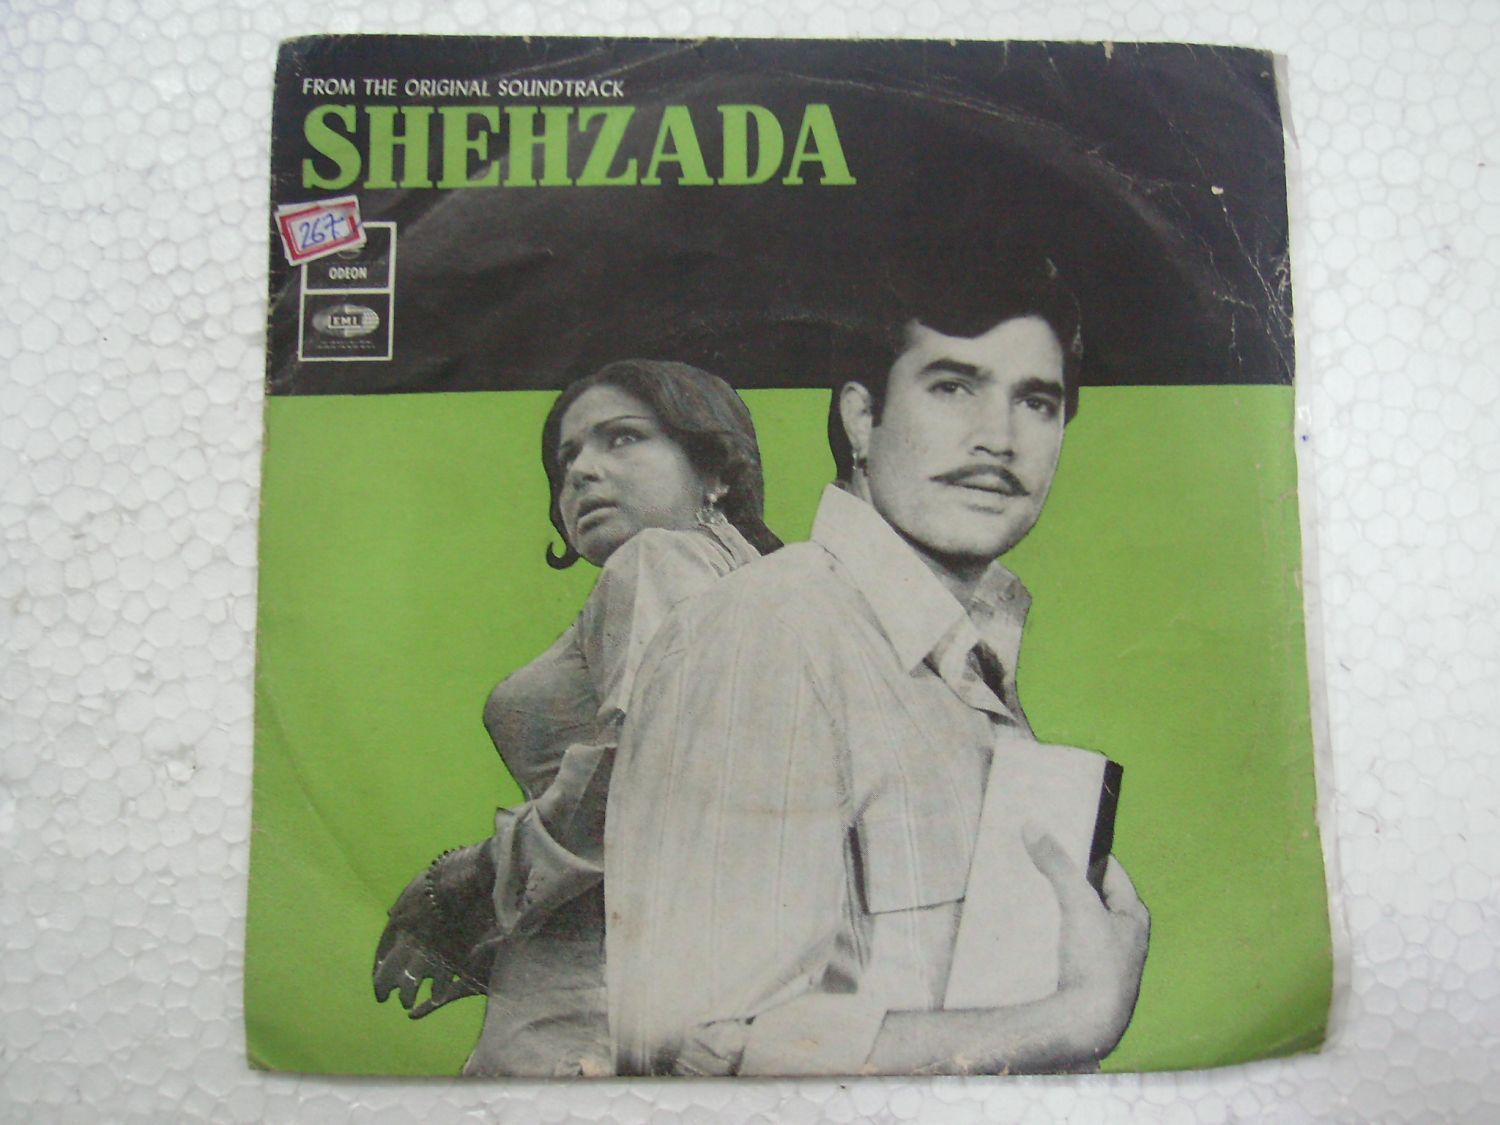 FROM THE ORIGINAL SOUNDTRACK
SHEHZADA
267
ODEON
EMI